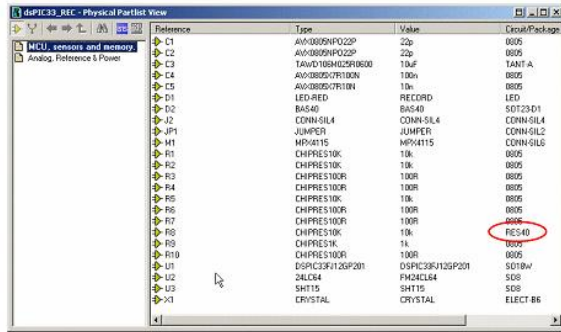 dsPIC33_REC - Physical Partlist View
MCU, sensors and memory.
Analog, Reference & Power
Reference Type Value Circuit/Package
C1 AVX0805NPO22P 22p 0805
C2 AVX0805NPO22P 22p 0805
C3 TAWD106M025R0600 10uF TANT-A
C4 AVX0805X7R100N 100n 0805
C5 AVX0805X7R10N 10n 0805
D1 LED-RED RECORD LED
D2 BAS40 BAS40 SOT23-D1
J2 CONN-SIL4 CONN-SIL4 CONN-SIL4
JP1 JUMPER JUMPER CONN-SIL2
M1 MPX4115 MPX4115 CONN-SIL6
R1 CHIPRES10K 10k 0805
R2 CHIPRES10K 10k 0805
R3 CHIPRES100R 100R 0805
R4 CHIPRES100R 100R 0805
R5 CHIPRES100R 100R 0805
R6 CHIPRES100R 100R 0805
R7 CHIPRES100R 100R 0805
R8 CHIPRES10K 10k RES40
R9 CHIPRES1K 1k 0805
R10 CHIPRES100R 100R 0805
U1 DSPIC33FJ12GP201 DSPIC33FJ12GP201 SO18W
U2 24LC64 FM24CL64 SO8
U3 SHT15 SHT15 SO8
X1 CRYSTAL CRYSTAL ELECT-B6